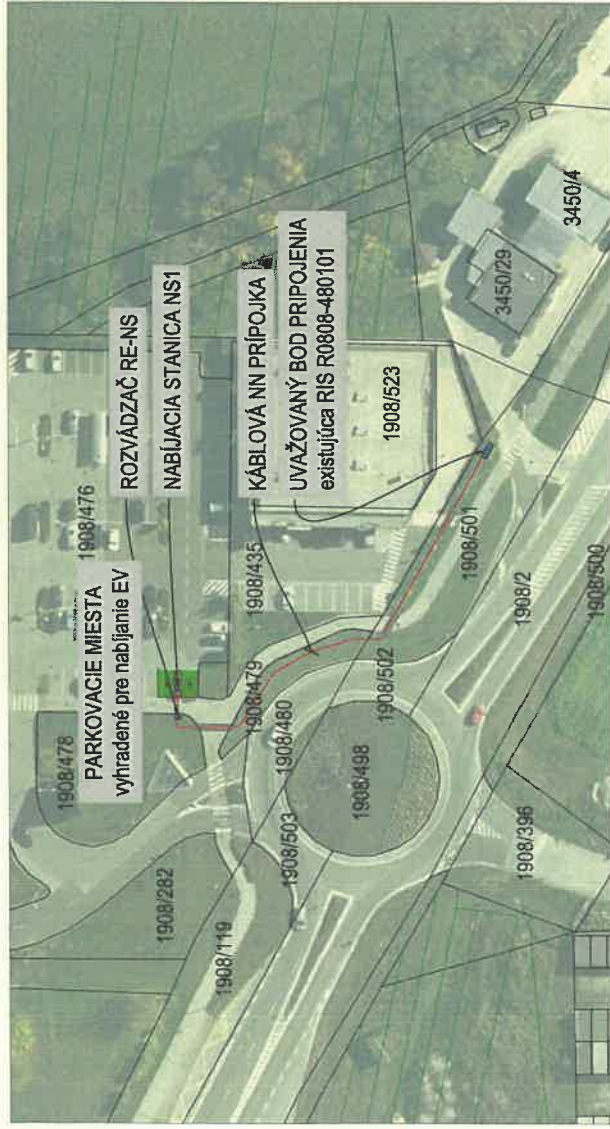 PARKOVACIE MIESTA
vyhradené pre nabíjanie EV
ROZVÁDZAČ RE-NS
NABÍJACIA STANICA NS1
KÁBLOVÁ NN PRÍPOJKA
UVAŽOVANÝ BOD PRIPOJENIA
existujúca RIS R0808-480101
1908/478
1908/476
1908/282
1908/119
1908/503
1908/480
1908/479
1908/435
1908/523
1908/498
1908/502
1908/501
1908/2
1908/500
1908/396
3450/29
3450/4